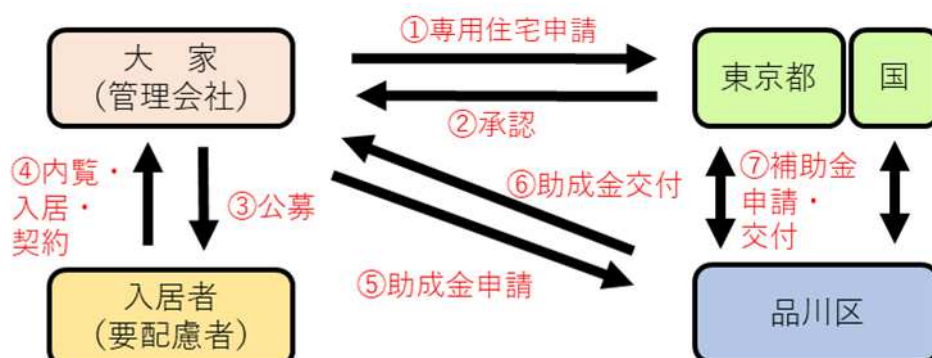 ①専用住宅申請
大　家
（管理会社）
東京都
国
②承認
④内覧・
入居・
契約
③公募
⑥助成金交付
⑦補助金
申請・
交付
⑤助成金申請
入居者
（要配慮者）
品川区